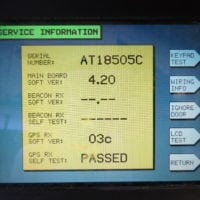 SERVICE INFORMATION
SERIAL NUMBER: AT18505C
MAIN BOARD SOFT VER: 4.20
BEACON RX SOFT VER: --.--
BEACON RX SELF TEST: ------
GPS RX SOFT VER: 03c
GPS RX SELF TEST: PASSED
KEYPAD TEST
WIRING INFO
IGNORE DOOR
LCD TEST
RETURN